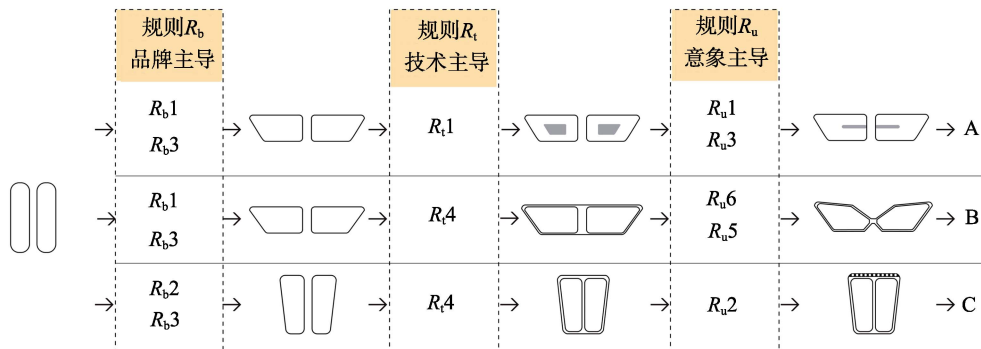 规则Rb
品牌主导
规则Rt
技术主导
规则Ru
意象主导
Rb1
Rb3
Rt1
Ru1
Ru3
A
Rb1
Rb3
Rt4
Ru6
Ru5
B
Rb2
Rb3
Rt4
Ru2
C